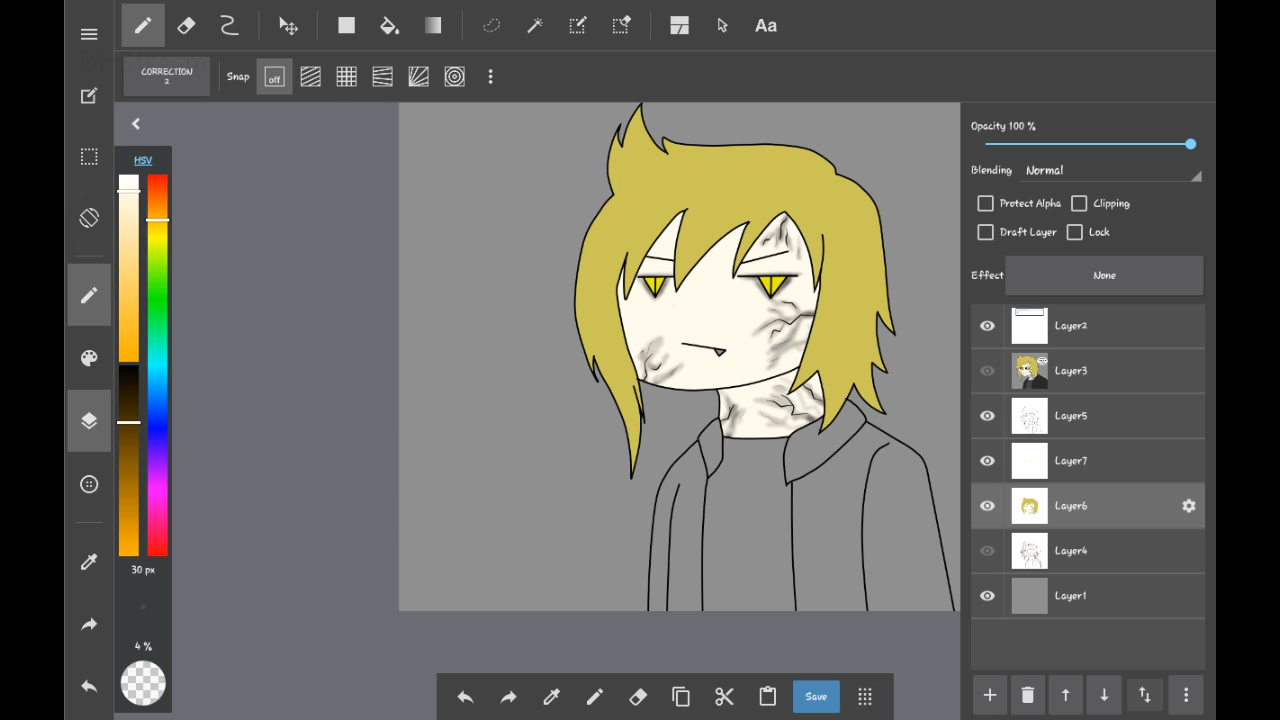 Aa
CORRECTION
2
Snap
off
HSV
30 px
4 %
Opacity 100 %
Blending Normal
Protect Alpha Clipping
Draft Layer Lock
Effect None
Layer2
Layer3
Layer5
Layer7
Layer6
Layer4
Layer1
Save